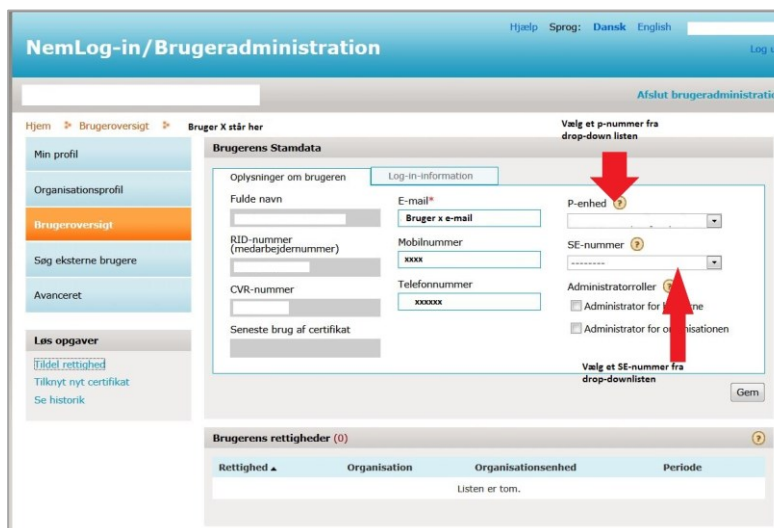 Hjælp Sprog: Dansk English
NemLog-in/Brugeradministration
Log
Afslut brugeradministratio
Hjem Brugeroversigt Bruger X står her
Vælg et p-nummer fra
drop-down listen
Min profil
Organisationsprofil
Brugeroversigt
Søg eksterne brugere
Avanceret
Løs opgaver
Tildel rettighed
Tilknyt nyt certifikat
Se historik
Brugerens Stamdata
Oplysninger om brugeren Log-in-information
Fulde navn
RID-nummer
(medarbejdernummer)
CVR-nummer
Seneste brug af certifikat
E-mail*
Bruger x e-mail
Mobilnummer
xxxx
Telefonnummer
xxxxxx
P-enhed ?
SE-nummer ?
--------
Administratorroller
Administrator for
Administrator for
Vælg et SE-nummer fra
drop-downlisten
Gem
Brugerens rettigheder (0) ?
Rettighed Organisation Organisationsenhed Periode
Listen er tom.